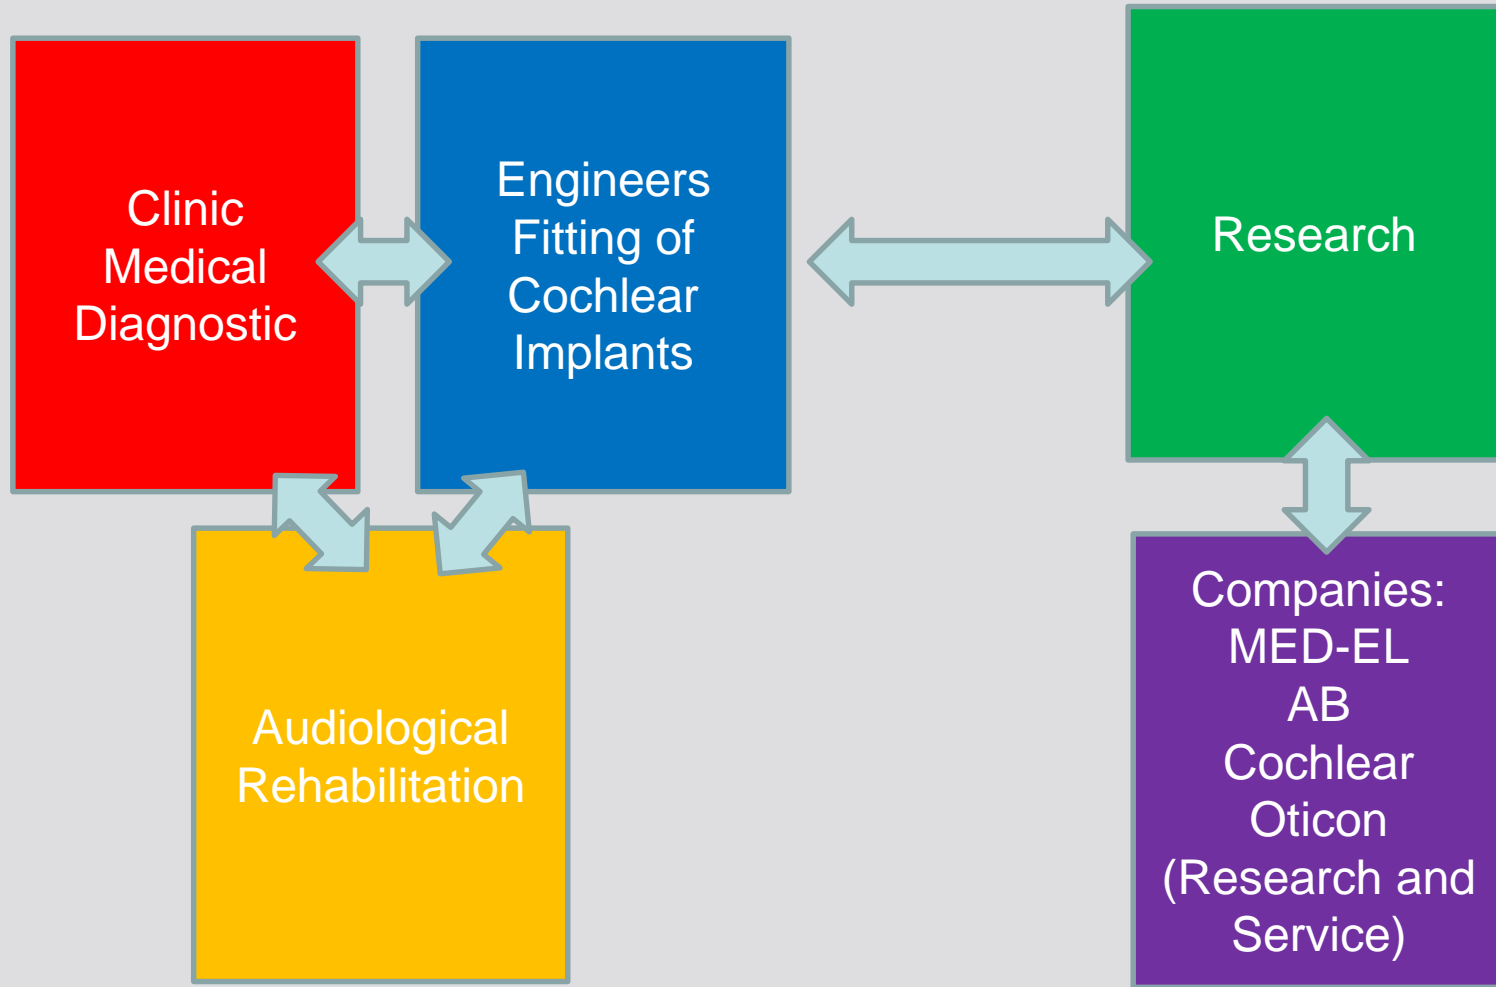 Clinic
Medical
Diagnostic
Engineers
Fitting of
Cochlear
Implants
Research
Audiological
Rehabilitation
Companies:
MED-EL
AB
Cochlear
Oticon
(Research and
Service)